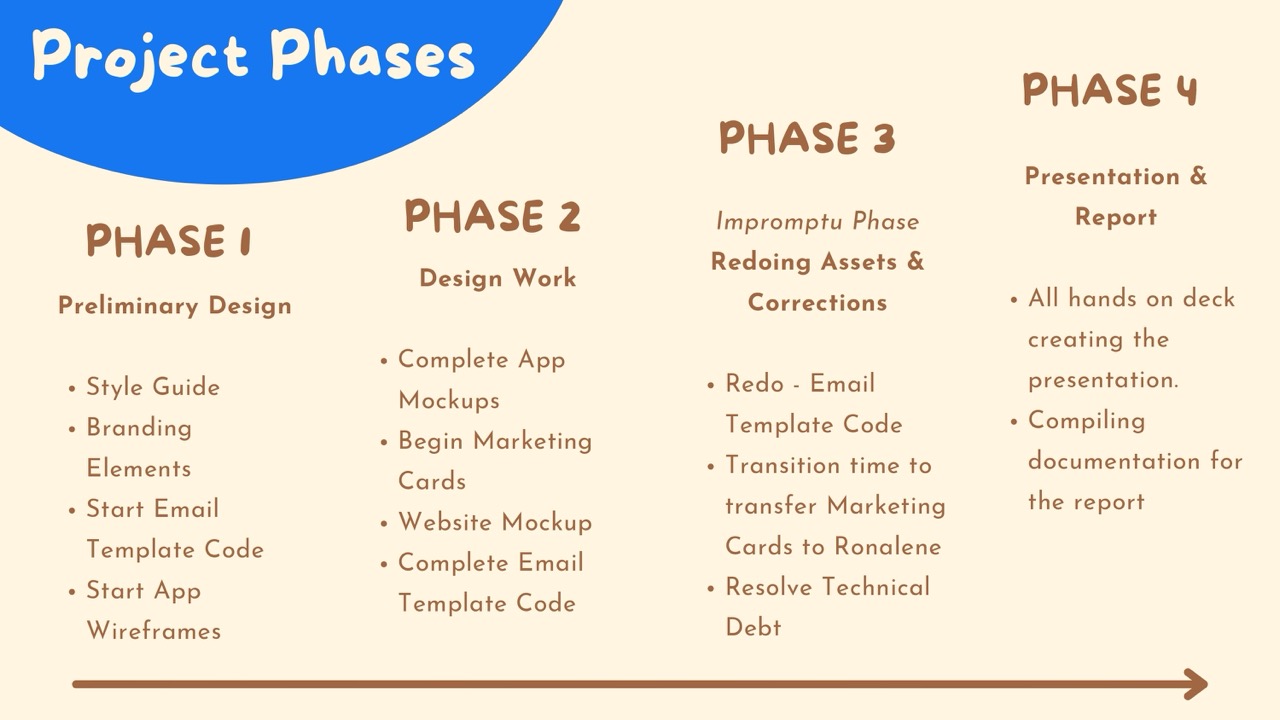 Project Phases
PHASE 1
Preliminary Design
• Style Guide
• Branding
Elements
• Start Email
Template Code
• Start App
Wireframes
PHASE 2
Design Work
• Complete App
Mockups
• Begin Marketing
Cards
• Website Mockup
• Complete Email
Template Code
PHASE 3
Impromptu Phase
Redoing Assets &
Corrections
• Redo - Email
Template Code
• Transition time to
transfer Marketing
Cards to Ronalene
• Resolve Technical
Debt
PHASE 4
Presentation &
Report
• All hands on deck
creating the
presentation.
• Compiling
documentation for
the report